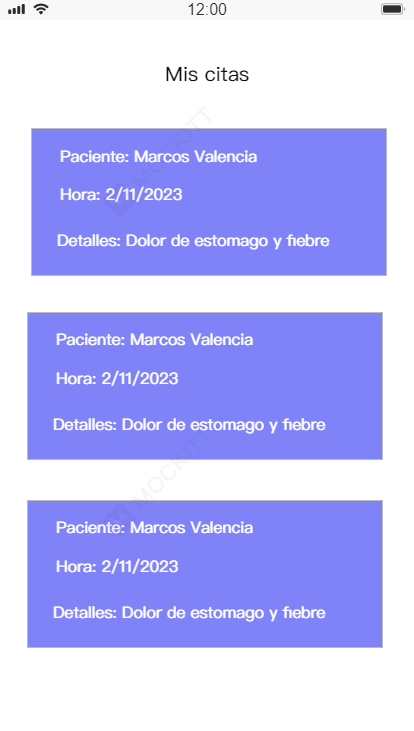 12:00
Mis citas
Paciente: Marcos Valencia
Hora: 2/11/2023
Detalles: Dolor de estomago y fiebre
Paciente: Marcos Valencia
Hora: 2/11/2023
Detalles: Dolor de estomago y fiebre
MOCKITT
Paciente: Marcos Valencia
Hora: 2/11/2023
Detalles: Dolor de estomago y fiebre
MOCKITT